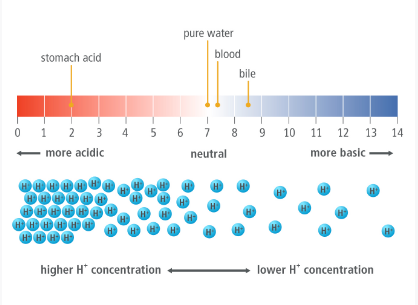 pure water
stomach acid
blood
bile
0 1 2 3 4 5 6 7 8 9 10 11 12 13 14
more acidic neutral more basic
H⁺ H⁺ H⁺ H⁺ H⁺ H⁺ H⁺ H⁺ H⁺ H⁺ H⁺ H⁺ H⁺ H⁺ H⁺
H⁺ H⁺ H⁺ H⁺ H⁺ H⁺ H⁺ H⁺ H⁺ H⁺
H⁺ H⁺ H⁺ H⁺ H⁺ H⁺ H⁺ H⁺ H⁺ H⁺ H⁺ H⁺ H⁺ H⁺
H⁺ H⁺ H⁺ H⁺ H⁺ H⁺ H⁺ H⁺ H⁺ H⁺ H⁺ H⁺ H⁺ H⁺ H⁺
H⁺ H⁺ H⁺ H⁺
higher H⁺ concentration lower H⁺ concentration